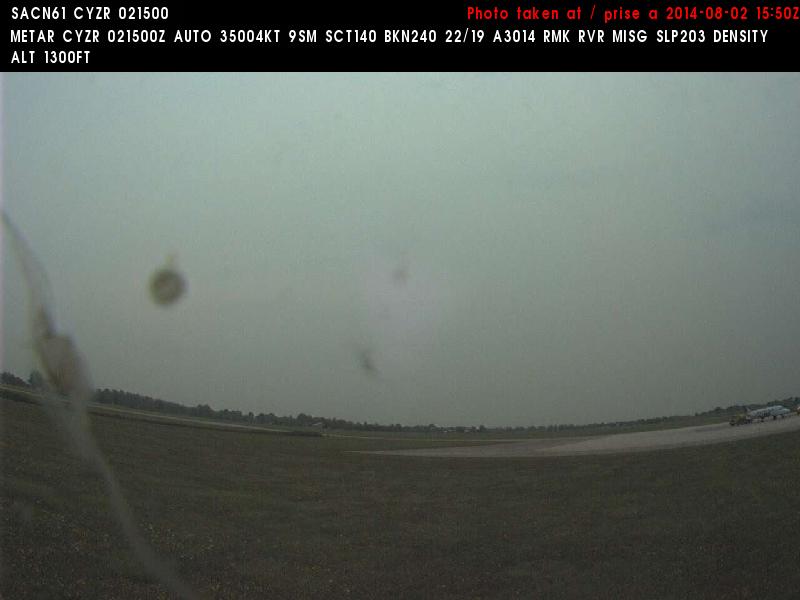 SACN61 CYZR 021500
Photo taken at / prise a 2014-08-02 15:50Z
METAR CYZR 021500Z AUTO 35004KT 9SM SCT140 BKN240 22/19 A3014 RMK RVR MISG SLP203 DENSITY
ALT 1300FT